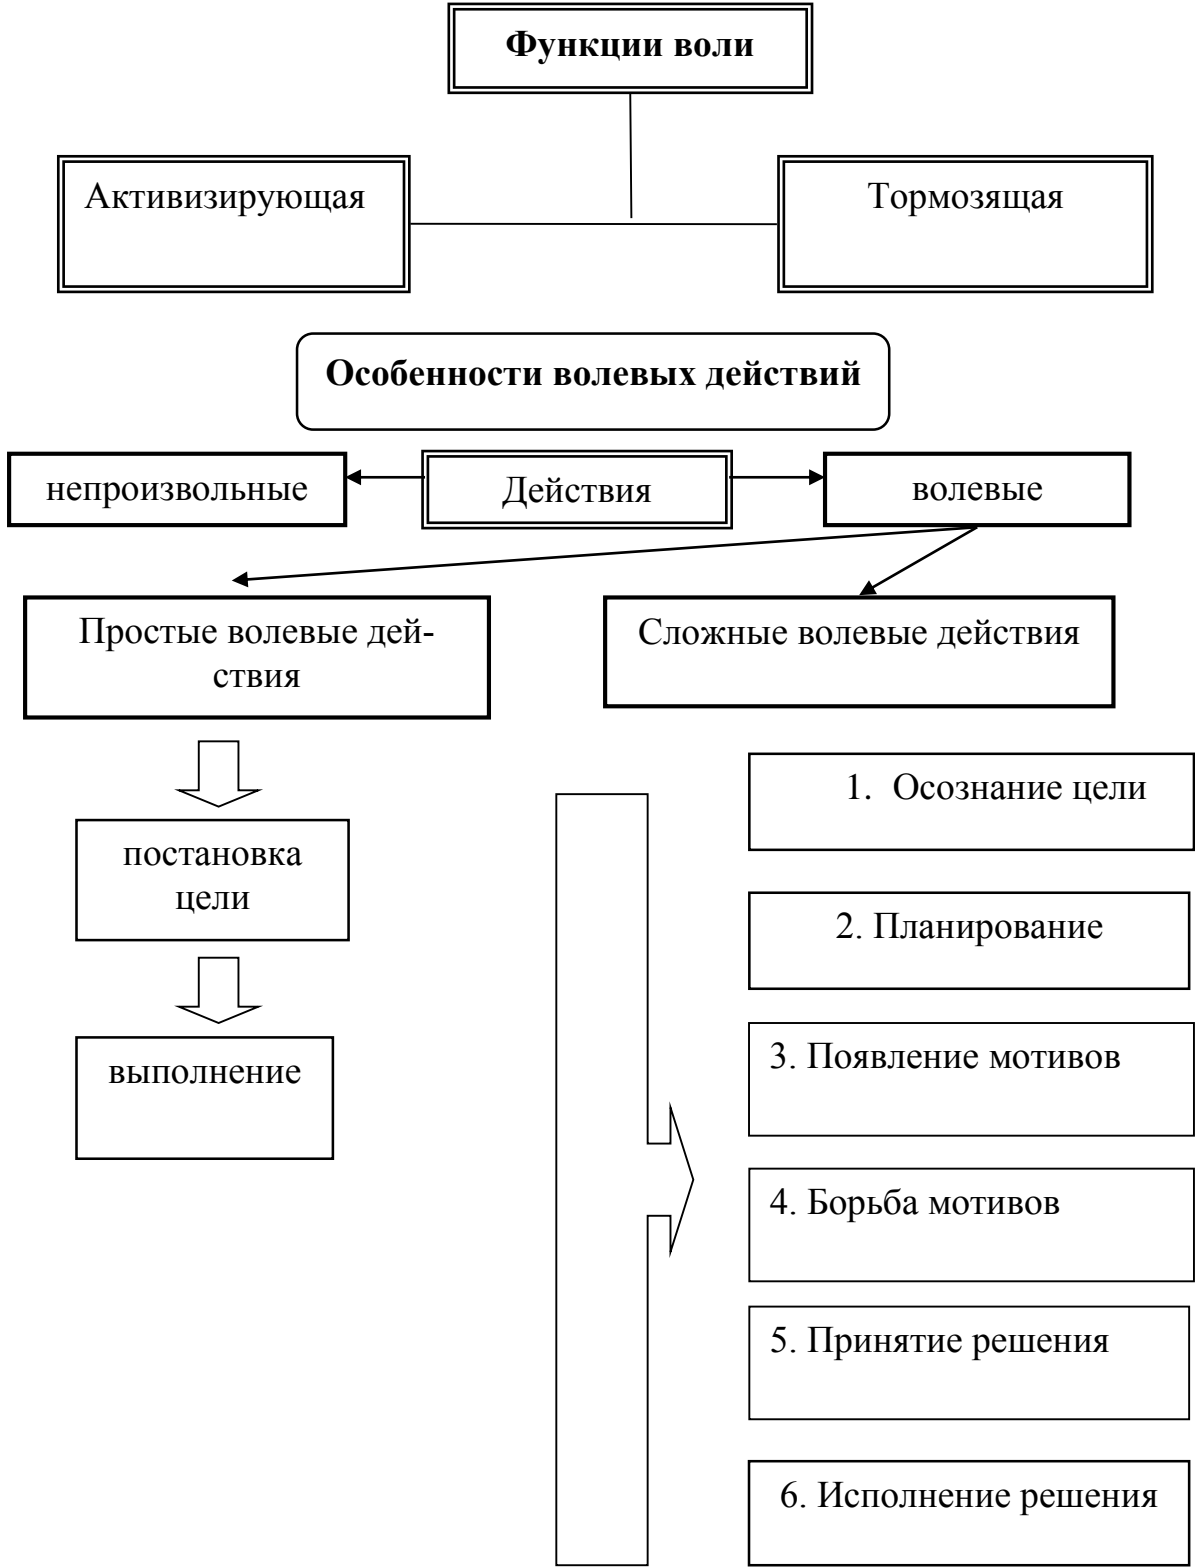 Функции воли
Активизирующая
Тормозящая
Особенности волевых действий
непроизвольные
Действия
волевые
Простые волевые дей-
ствия
Сложные волевые действия
постановка
цели
выполнение
1. Осознание цели
2. Планирование
3. Появление мотивов
4. Борьба мотивов
5. Принятие решения
6. Исполнение решения